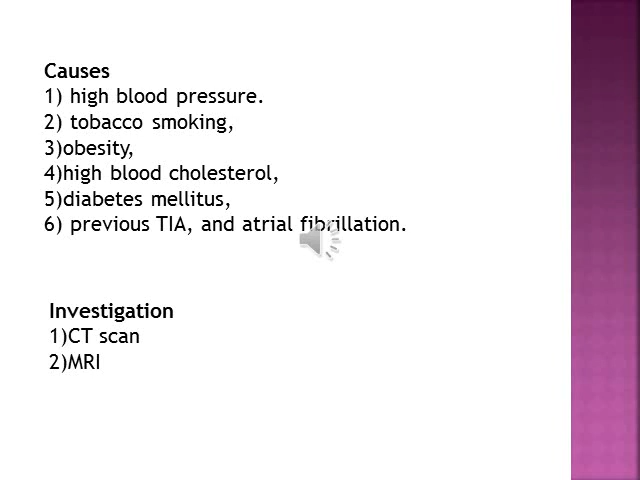 Causes
1) high blood pressure.
2) tobacco smoking,
3)obesity,
4)high blood cholesterol,
5)diabetes mellitus,
6) previous TIA, and atrial fibrillation.
Investigation
1)CT scan
2)MRI